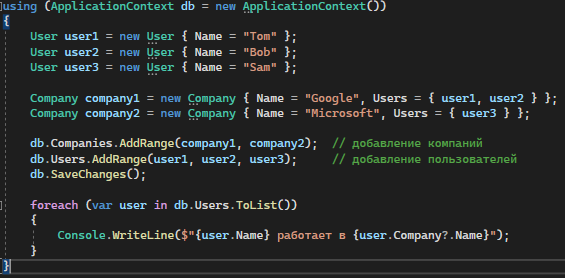 using (ApplicationContext db = new ApplicationContext())
{
User user1 = new User { Name = "Tom" };
User user2 = new User { Name = "Bob" };
User user3 = new User { Name = "Sam" };
Company company1 = new Company { Name = "Google", Users = { user1, user2 } };
Company company2 = new Company { Name = "Microsoft", Users = { user3 } };
db.Companies.AddRange(company1, company2);  // добавление компаний
db.Users.AddRange(user1, user2, user3);     // добавление пользователей
db.SaveChanges();
foreach (var user in db.Users.ToList())
{
Console.WriteLine($"{user.Name} работает в {user.Company?.Name}");
}
}